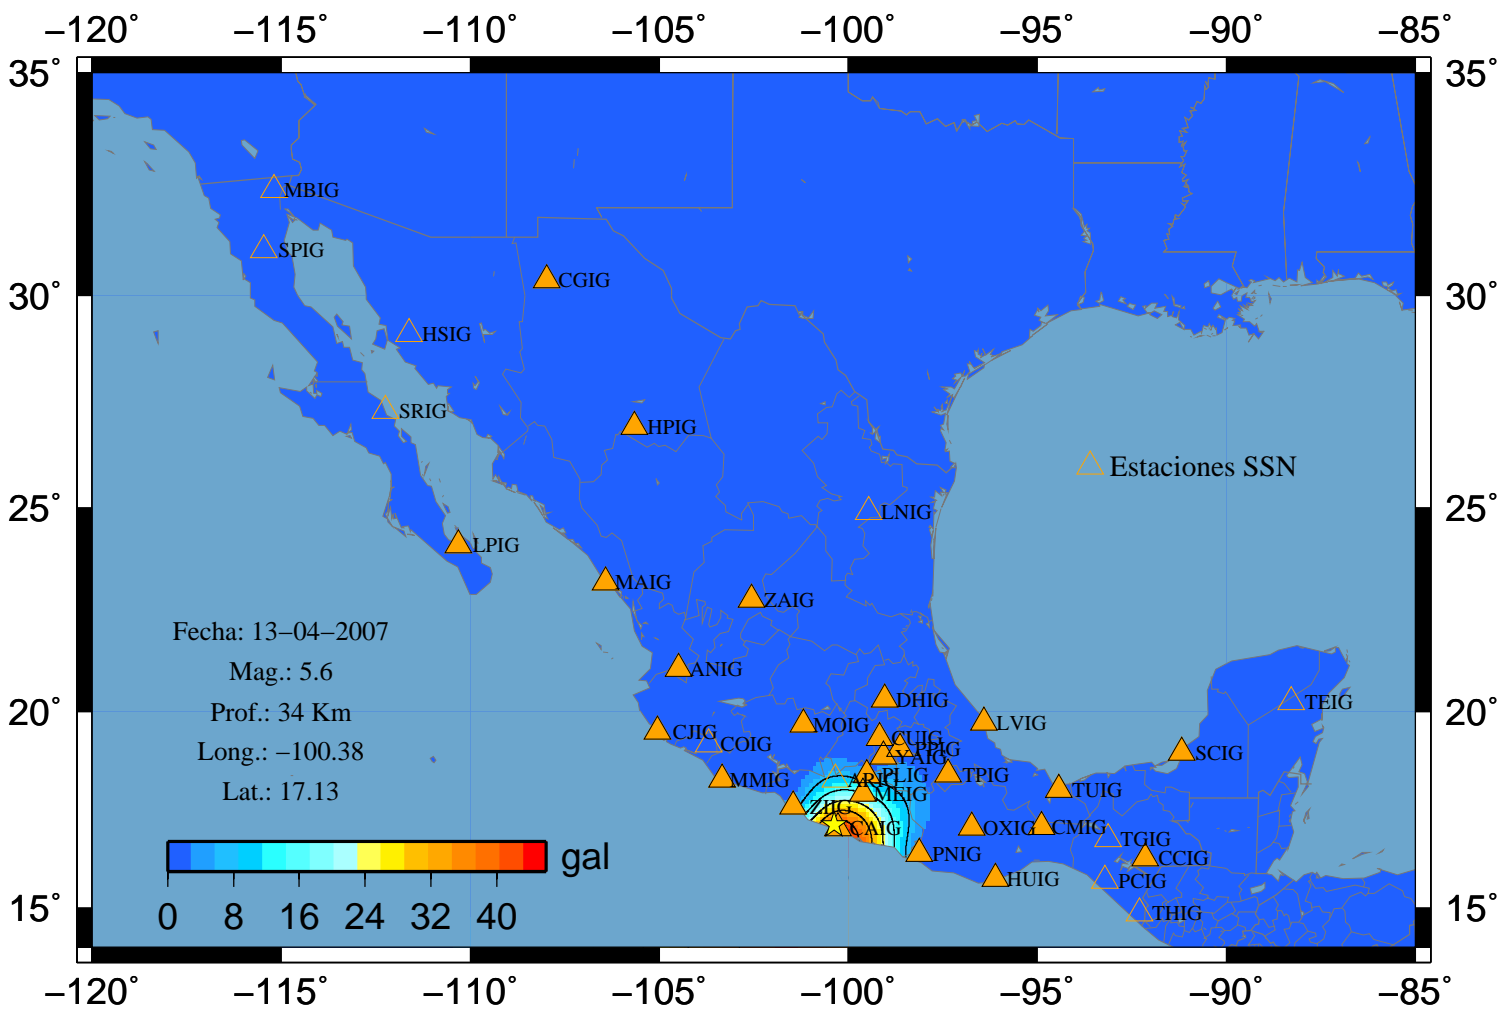 −120° −115° −110° −105° −100° −95° −90° −85°
35° 35°
MBIG
SPIG
CGIG
30° 30°
HSIG
SRIG
HPIG
Estaciones SSN
25° LNIG 25°
LPIG
MAIG
ZAIG
Fecha: 13−04−2007
Mag.: 5.6
ANIG
DHIG
TEIG
Prof.: 34 Km
20° 20°
MOIG
LVIG
CJIG
CUIG
COIG
PPIG
Long.: −100.38
YAIG
SCIG
MMIG
ARIG
PLIG
TPIG
Lat.: 17.13
MEIG
TUIG
ZIIG
CAIG
OXIG
CMIG
TGIG
PNIG
CCIG
gal
HUIG
PCIG
0 8 16 24 32 40
15° THIG 15°
−120° −115° −110° −105° −100° −95° −90° −85°